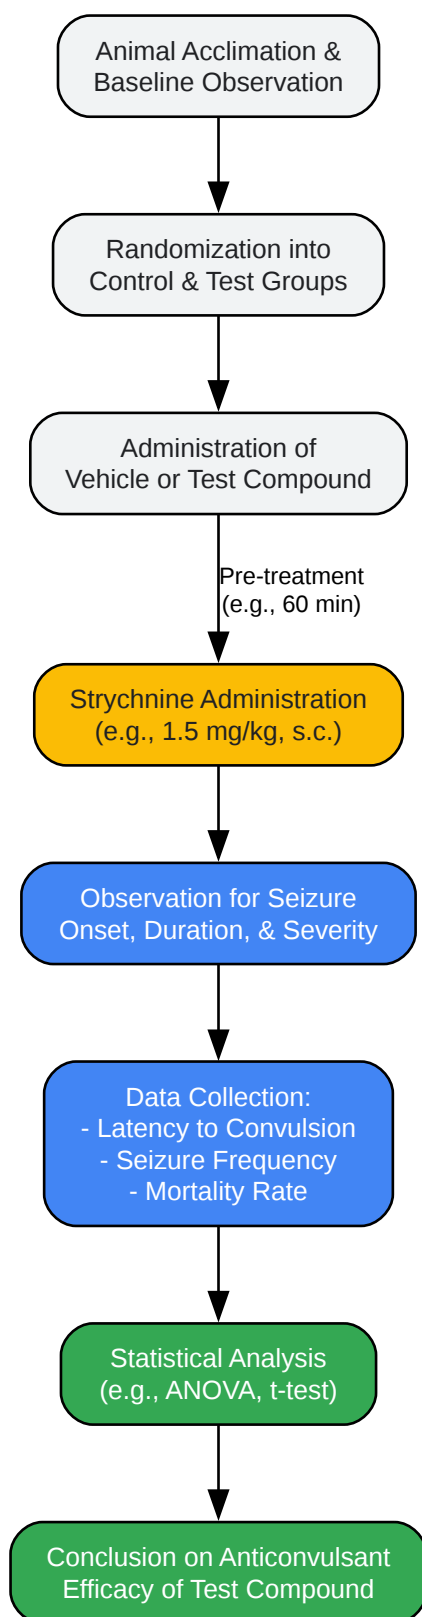 Animal Acclimation &
Baseline Observation
Randomization into
Control & Test Groups
Administration of
Vehicle or Test Compound
Pre-treatment
(e.g., 60 min)
Strychnine Administration
(e.g., 1.5 mg/kg, s.c.)
Observation for Seizure
Onset, Duration, & Severity
Data Collection:
- Latency to Convulsion
- Seizure Frequency
- Mortality Rate
Statistical Analysis
(e.g., ANOVA, t-test)
Conclusion on Anticonvulsant
Efficacy of Test Compound